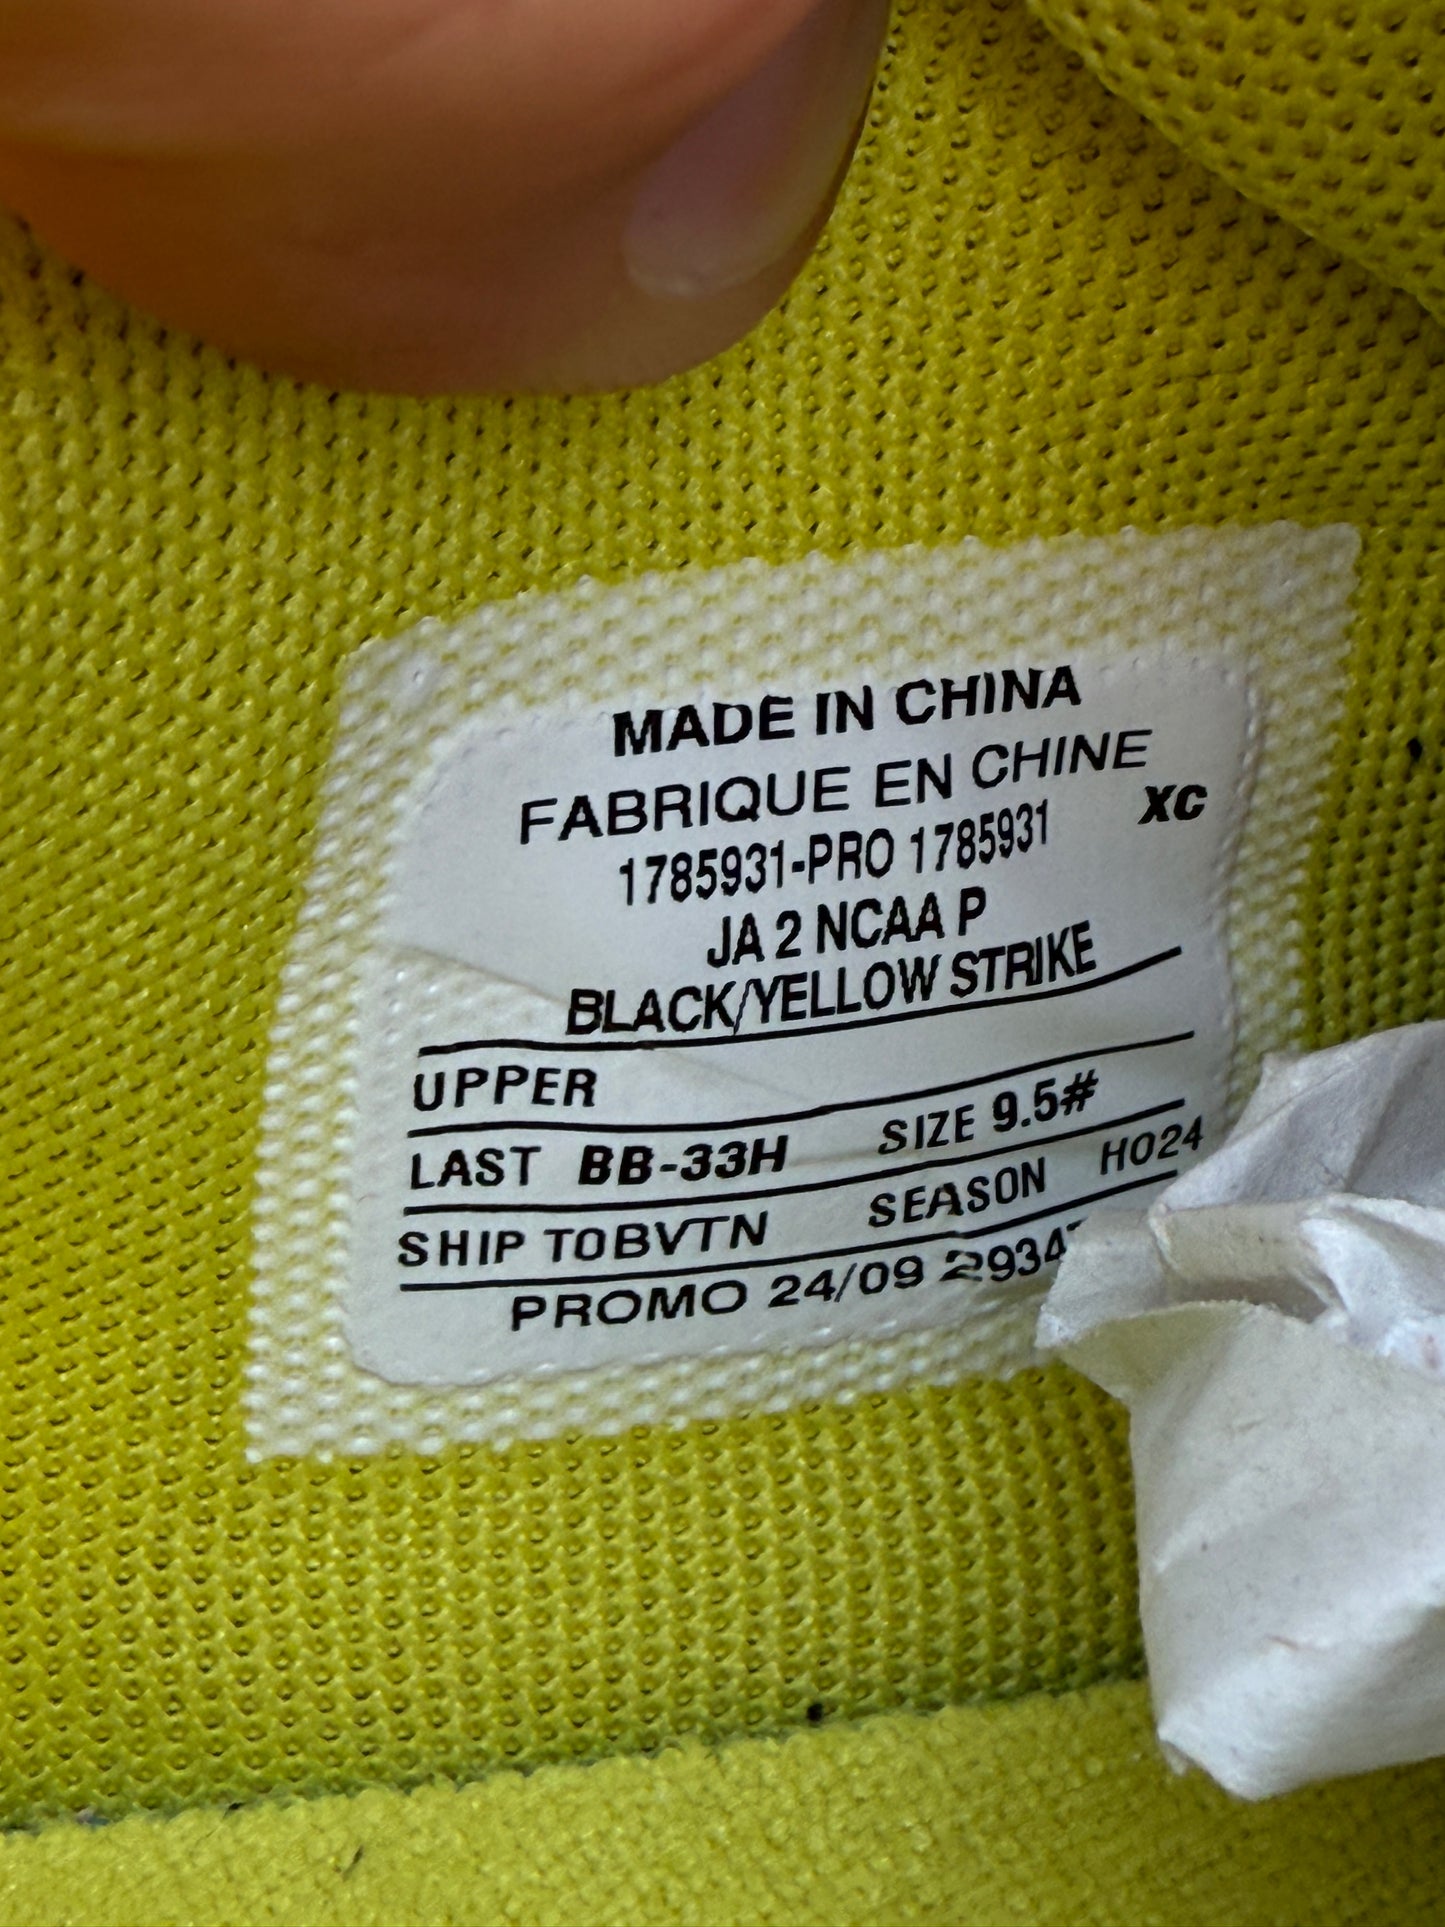 MADE IN CHINA
FABRIQUE EN CHINE
XC
1785931-PRO 1785931
JA 2 NCAA P
BLACK/YELLOW STRIKE
UPPER
LAST BB-33H SIZE 9.5#
SHIP TOBVTN SEASON HO24
PROMO 24/09